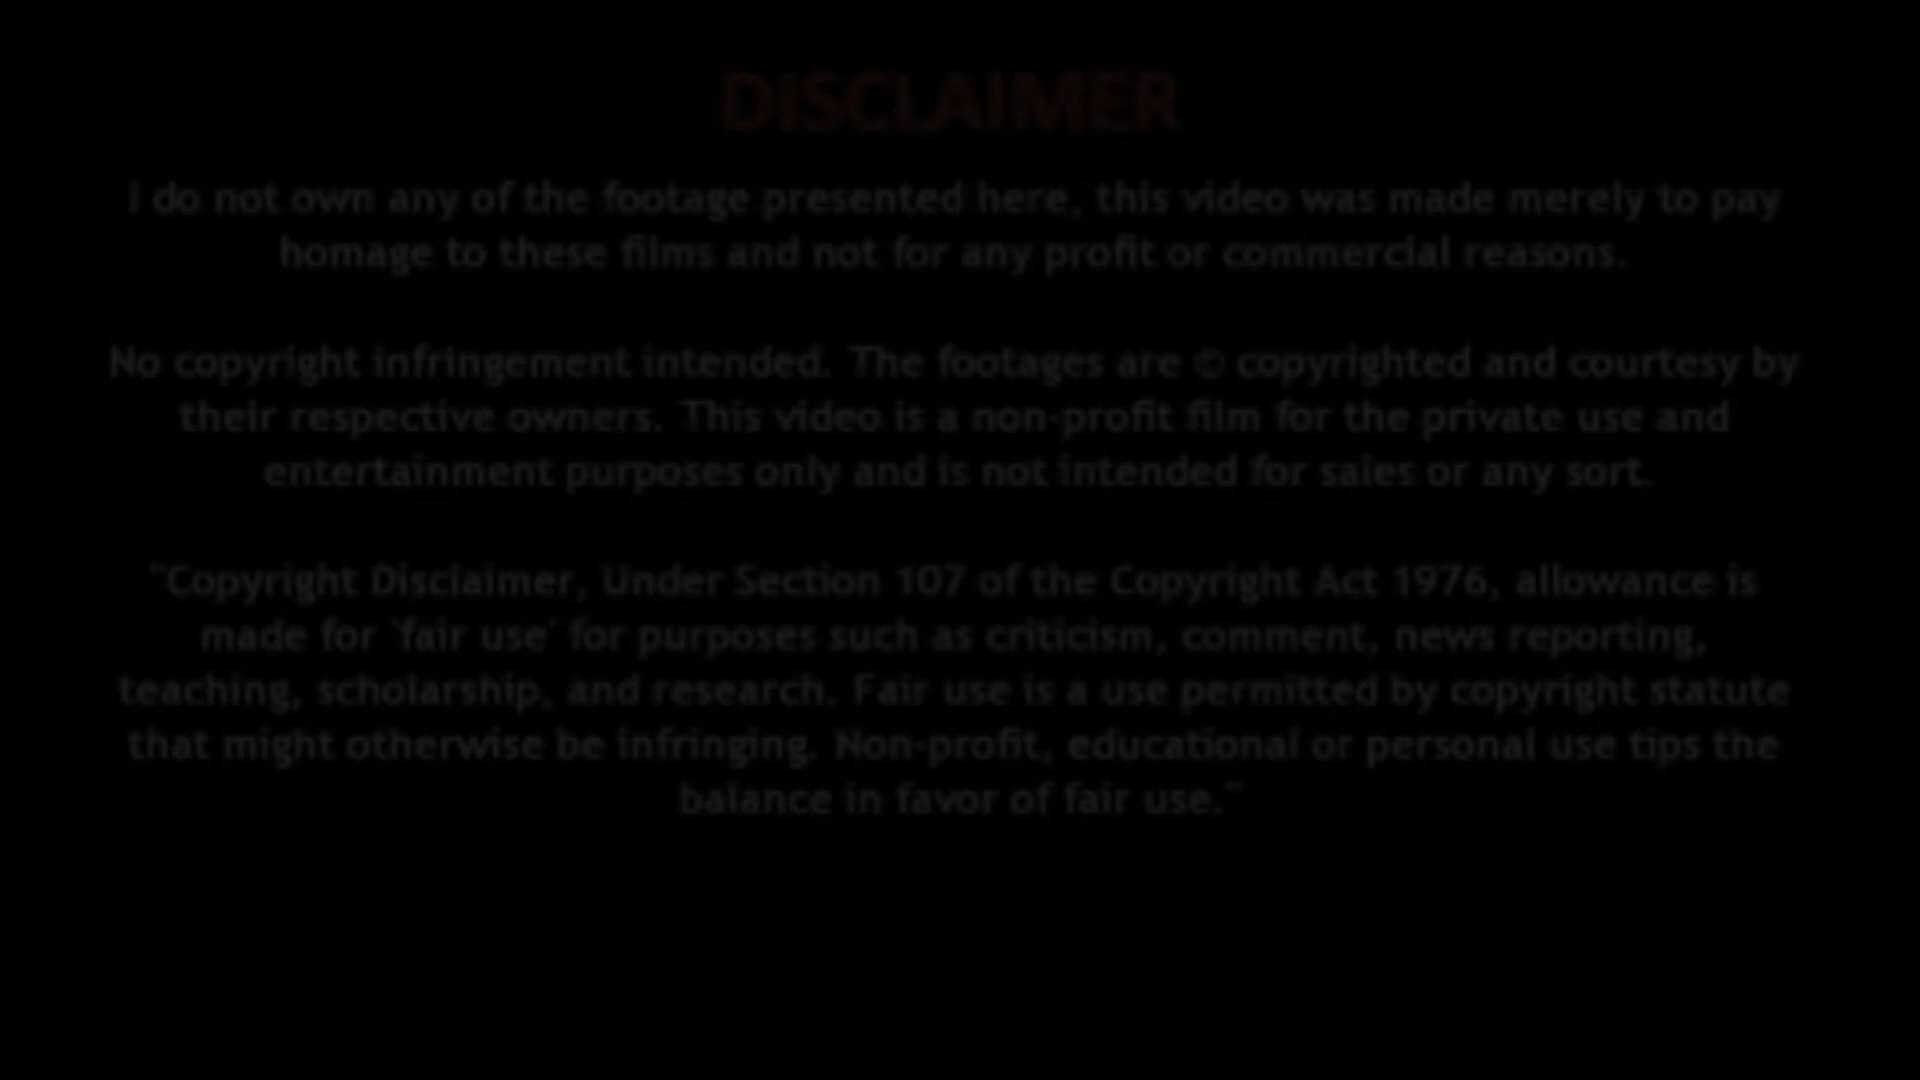 DISCLAIMER
I do not own any of the footage presented here, this video was made merely to pay
homage to these films and not for any profit or commercial reasons.
No copyright infringement intended. The footages are © copyrighted and courtesy by
their respective owners. This video is a non-profit film for the private use and
entertainment purposes only and is not intended for sales or any sort.
"Copyright Disclaimer, Under Section 107 of the Copyright Act 1976, allowance is
made for 'fair use' for purposes such as criticism, comment, news reporting,
teaching, scholarship, and research. Fair use is a use permitted by copyright statute
that might otherwise be infringing. Non-profit, educational or personal use tips the
balance in favor of fair use."